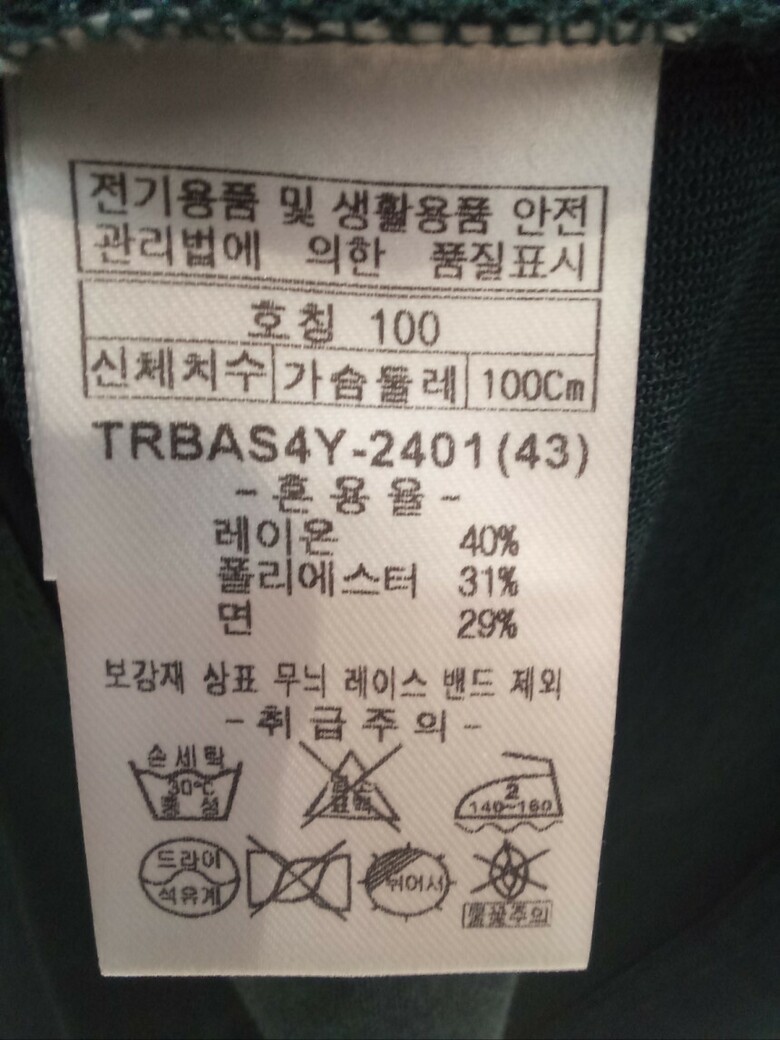 전기용품 및 생활용품 안전
관리법에 의한 품질표시
호칭 100
신체치수 가슴둘레 100Cm
TRBAS4Y-2401(43)
-혼용율-
레이온 40%
폴리에스터 31%
면 29%
보강재 상표 무늬 레이스 밴드 제외
-취급주의-
손세탁
30℃
중성
2
140~160
드라이
석유계
뉘어서
불꽃주의